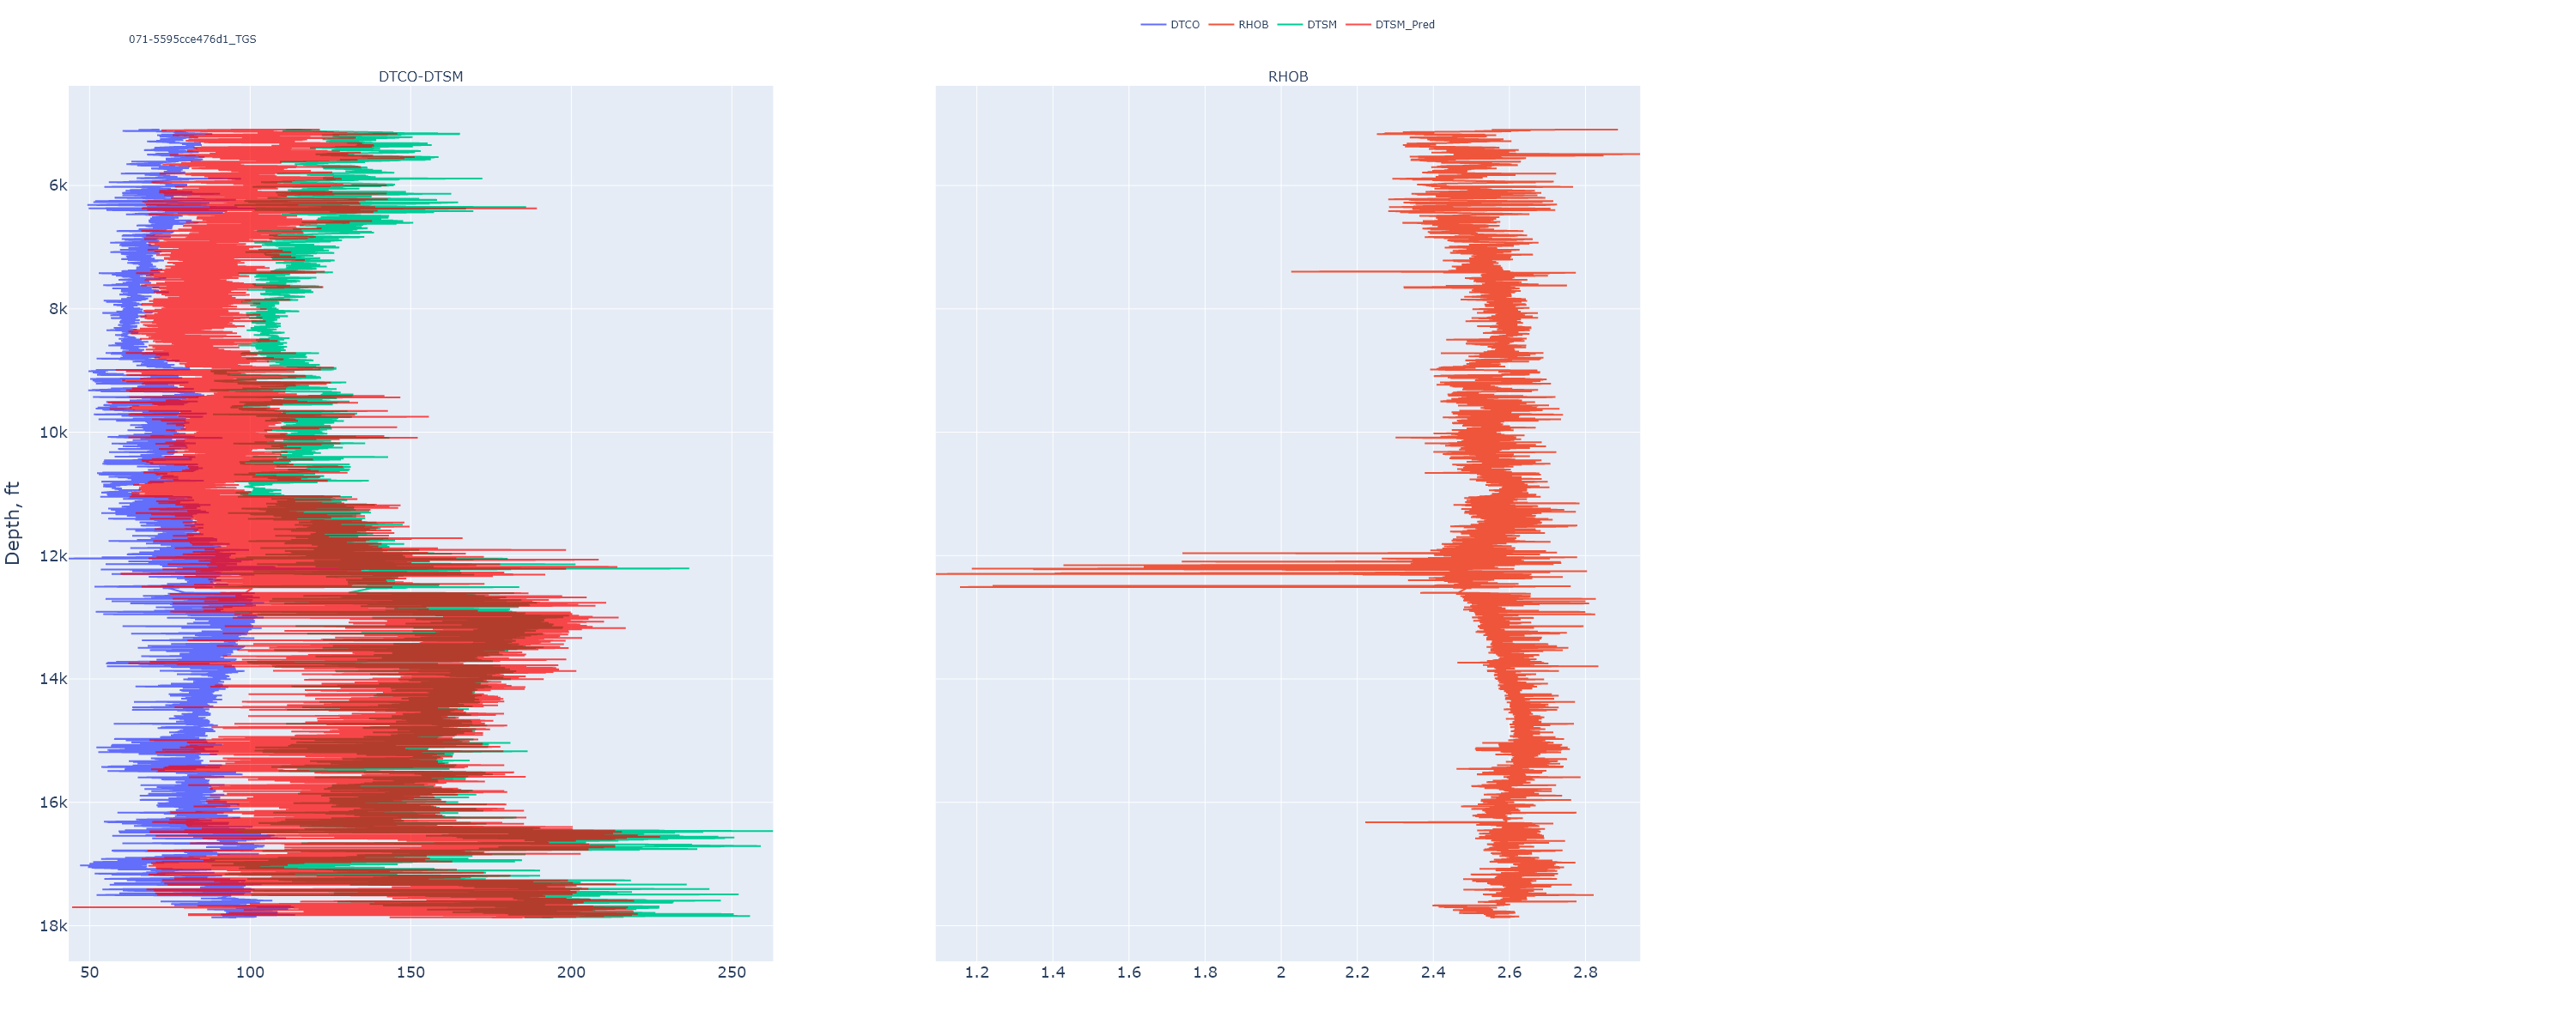 DTCO RHOB DTSM DTSM_Pred
071-5595cce476d1_TGS
DTCO-DTSM
RHOB
Depth, ft
6k
8k
10k
12k
14k
16k
18k
50 100 150 200 250
1.2 1.4 1.6 1.8 2 2.2 2.4 2.6 2.8